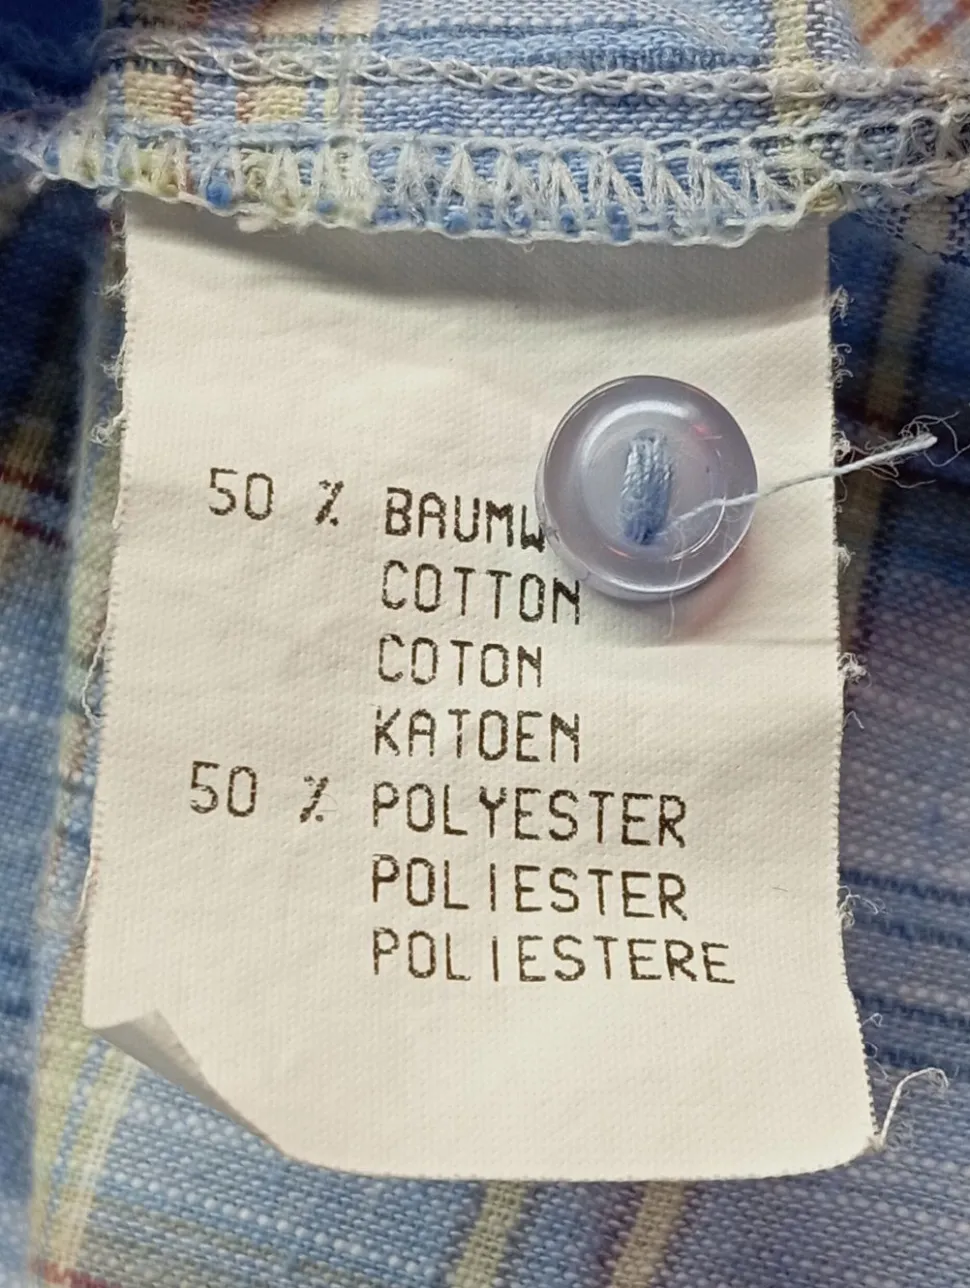 50 % BAUMW
COTTON
COTON
KATOEN
50 % POLYESTER
POLIESTER
POLIESTERE